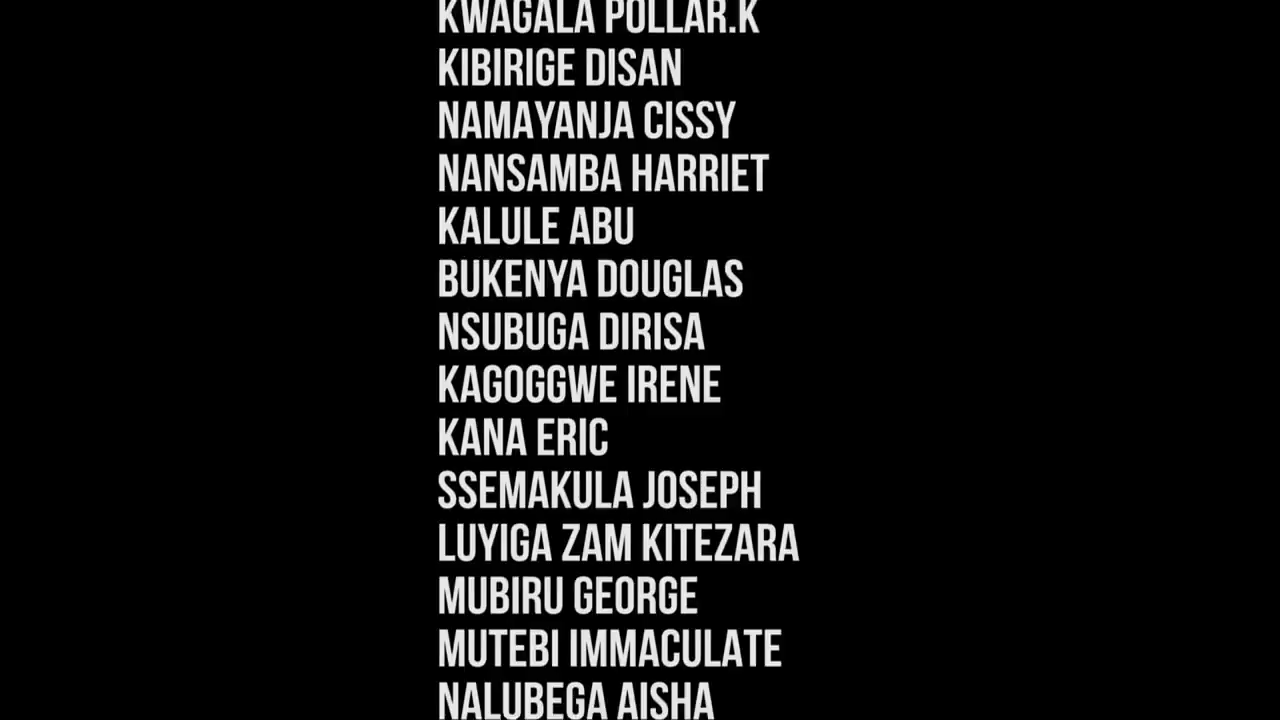 KWAGALA POLLAR.K
KIBIRIGE DISAN
NAMAYANJA CISSY
NANSAMBA HARRIET
KALULE ABU
BUKENYA DOUGLAS
NSUBUGA DIRISA
KAGOGGWE IRENE
KANA ERIC
SSEMAKULA JOSEPH
LUYIGA ZAM KITEZARA
MUBIRU GEORGE
MUTEBI IMMACULATE
NALUBEGA AISHA